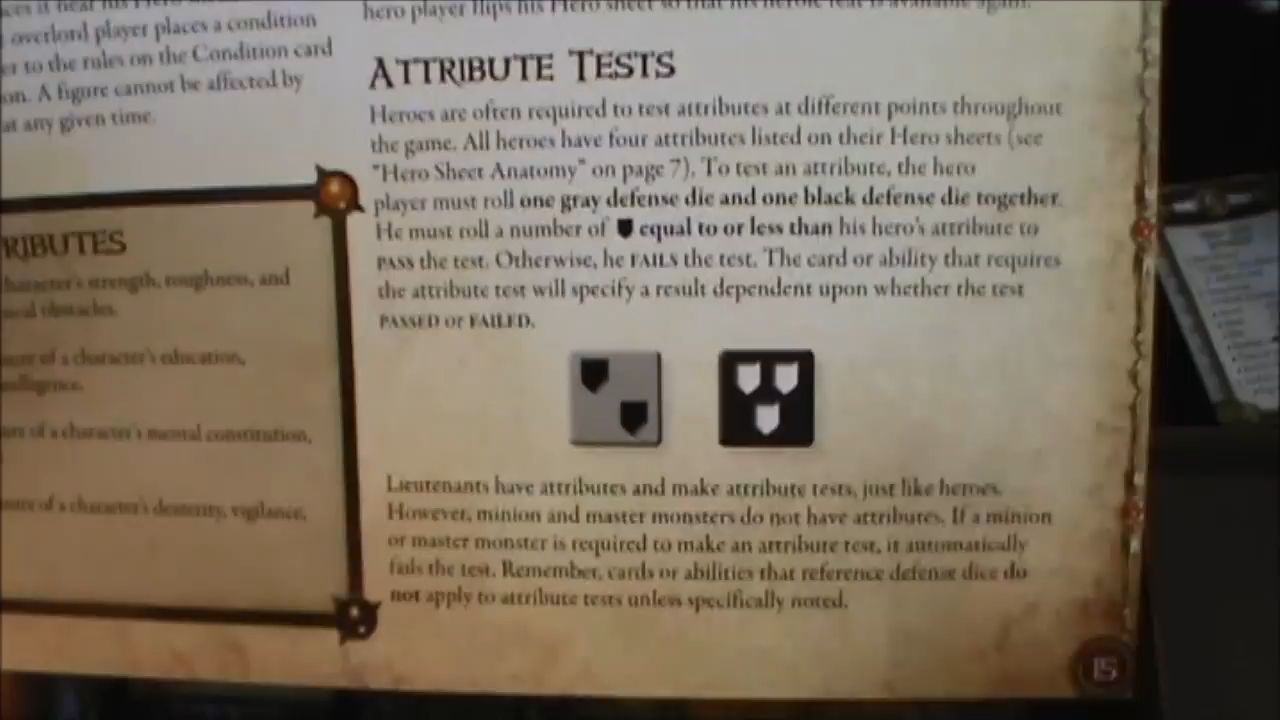 overlord player places a condition
er to the rules on the Condition card
on. A figure cannot be affected by
at any given time.
RIBUTES
character's strength, toughness, and
obstacles.
of a character's education,
of a character's mental constitution,
of a character's dexterity, vigilance,
hero player flips his Hero sheet so that his heroic feat is available again.
ATTRIBUTE TESTS
Heroes are often required to test attributes at different points throughout
the game. All heroes have four attributes listed on their Hero sheets (see
"Hero Sheet Anatomy" on page 7). To test an attribute, the hero
player must roll one gray defense die and one black defense die together.
He must roll a number of equal to or less than his hero's attribute to
PASS the test. Otherwise, he FAILS the test. The card or ability that requires
the attribute test will specify a result dependent upon whether the test
PASSED or FAILED.
Lieutenants have attributes and make attribute tests, just like heroes.
However, minion and master monsters do not have attributes. If a minion
or master monster is required to make an attribute test, it automatically
fails the test. Remember, cards or abilities that reference defense dice do
not apply to attribute tests unless specifically noted.
15